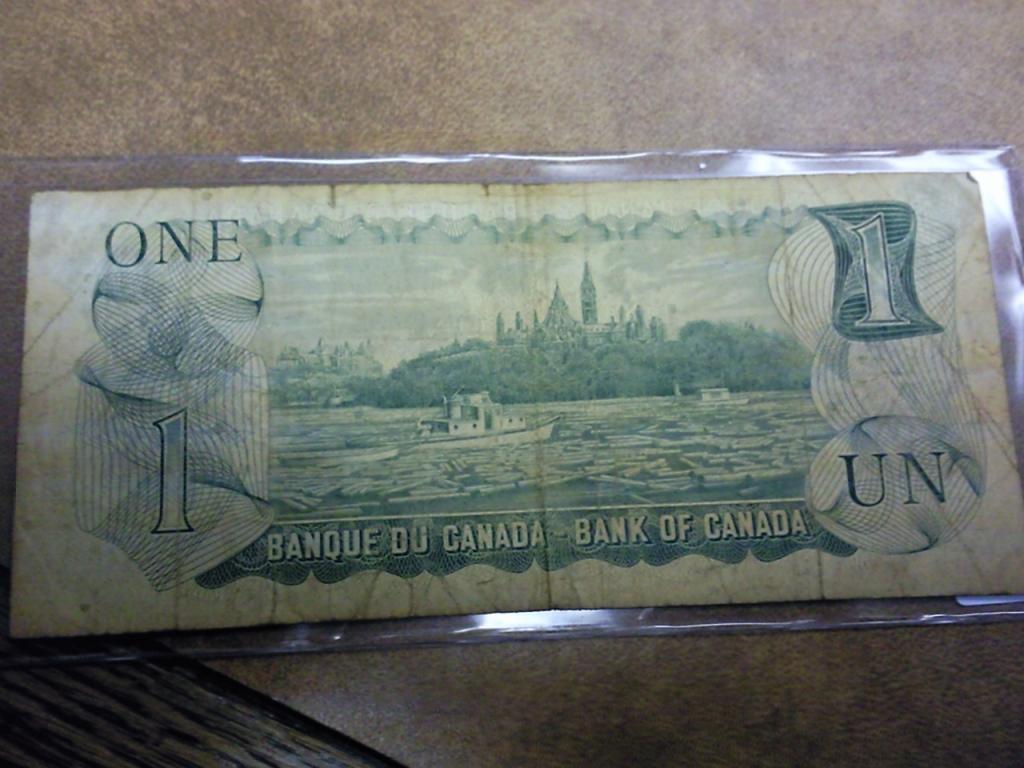 ONE
1
1
UN
BANQUE DU CANADA - BANK OF CANADA